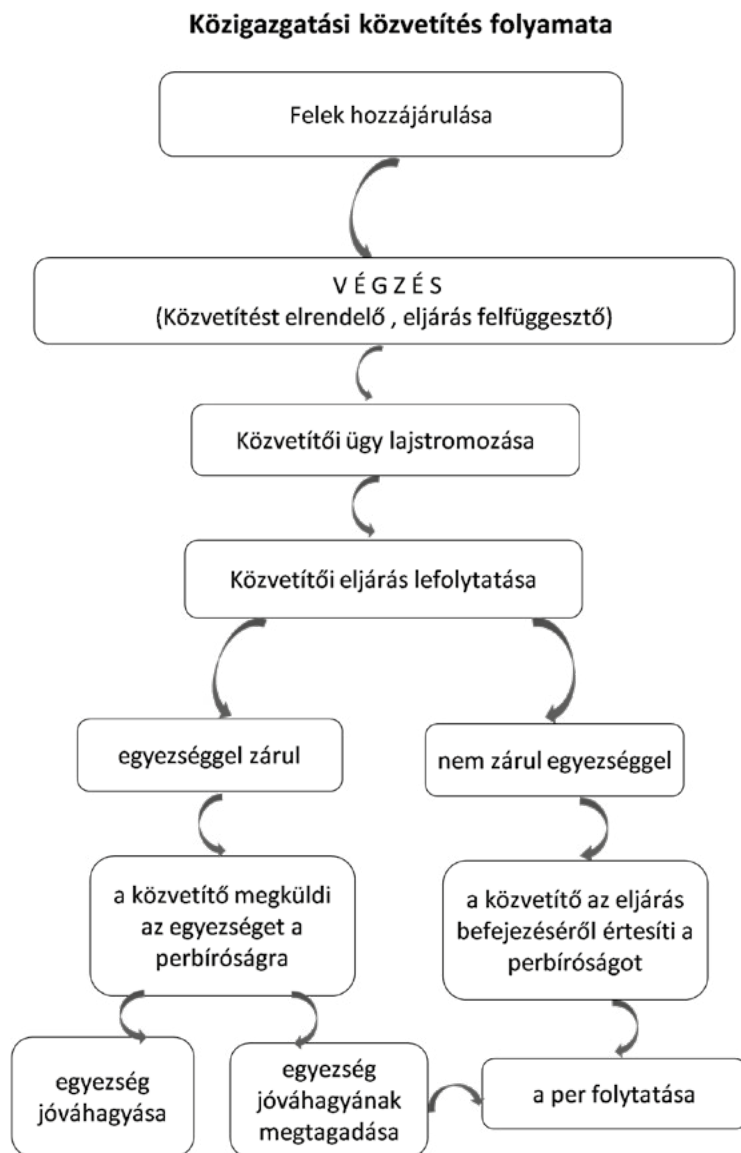 Közigazgatási közvetítés folyamata
Felek hozzájárulása
V É G Z É S
(Közvetítést elrendelő , eljárás felfüggesztő)
Közvetítői ügy lajstromozása
Közvetítői eljárás lefolytatása
egyezséggel zárul
nem zárul egyezséggel
a közvetítő megküldi
az egyezséget a
perbíróságra
a közvetítő az eljárás
befejezéséről értesíti a
perbíróságot
egyezség
jóváhagyása
egyezség
jóváhagyának
megtagadása
a per folytatása